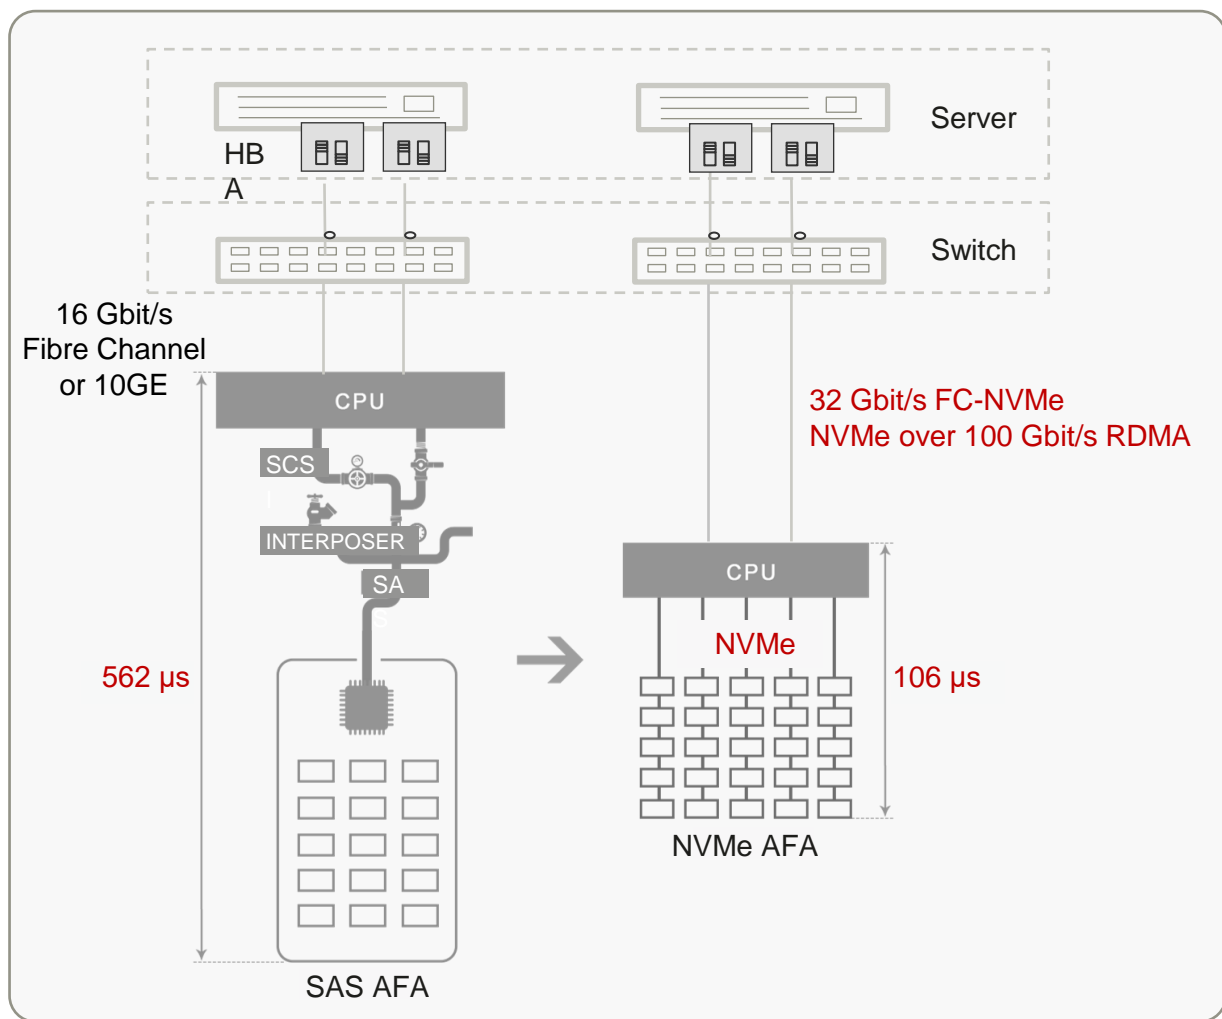 Server
HB
A
Switch
16 Gbit/s
Fibre Channel
or 10GE
CPU
SCS
I
INTERPOSER
SA
S
562 µs
SAS AFA
32 Gbit/s FC-NVMe
NVMe over 100 Gbit/s RDMA
CPU
NVMe
106 µs
NVMe AFA